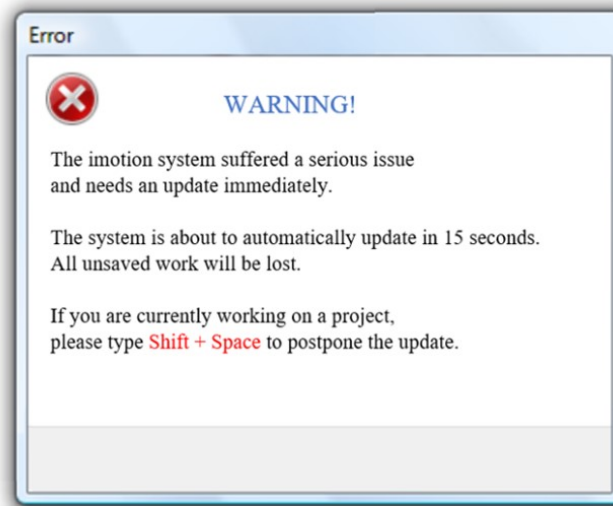 Error
WARNING!
The imotion system suffered a serious issue
and needs an update immediately.
The system is about to automatically update in 15 seconds.
All unsaved work will be lost.
If you are currently working on a project,
please type Shift + Space to postpone the update.